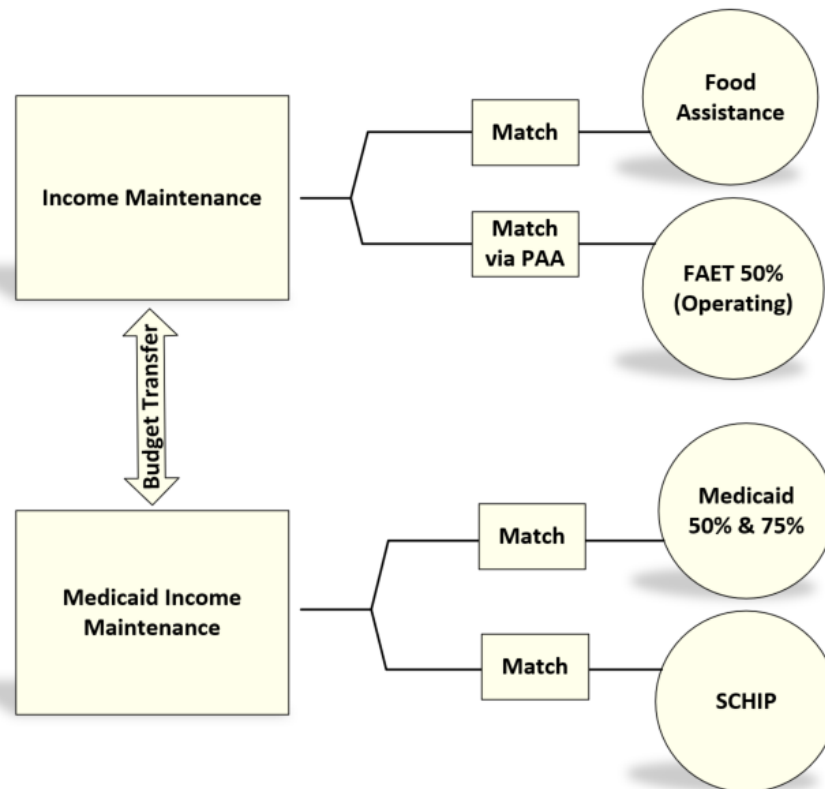 Food
Assistance
Match
Income Maintenance
Match
via PAA
FAET 50%
(Operating)
Budget Transfer
Medicaid
50% & 75%
Match
Medicaid Income
Maintenance
Match
SCHIP